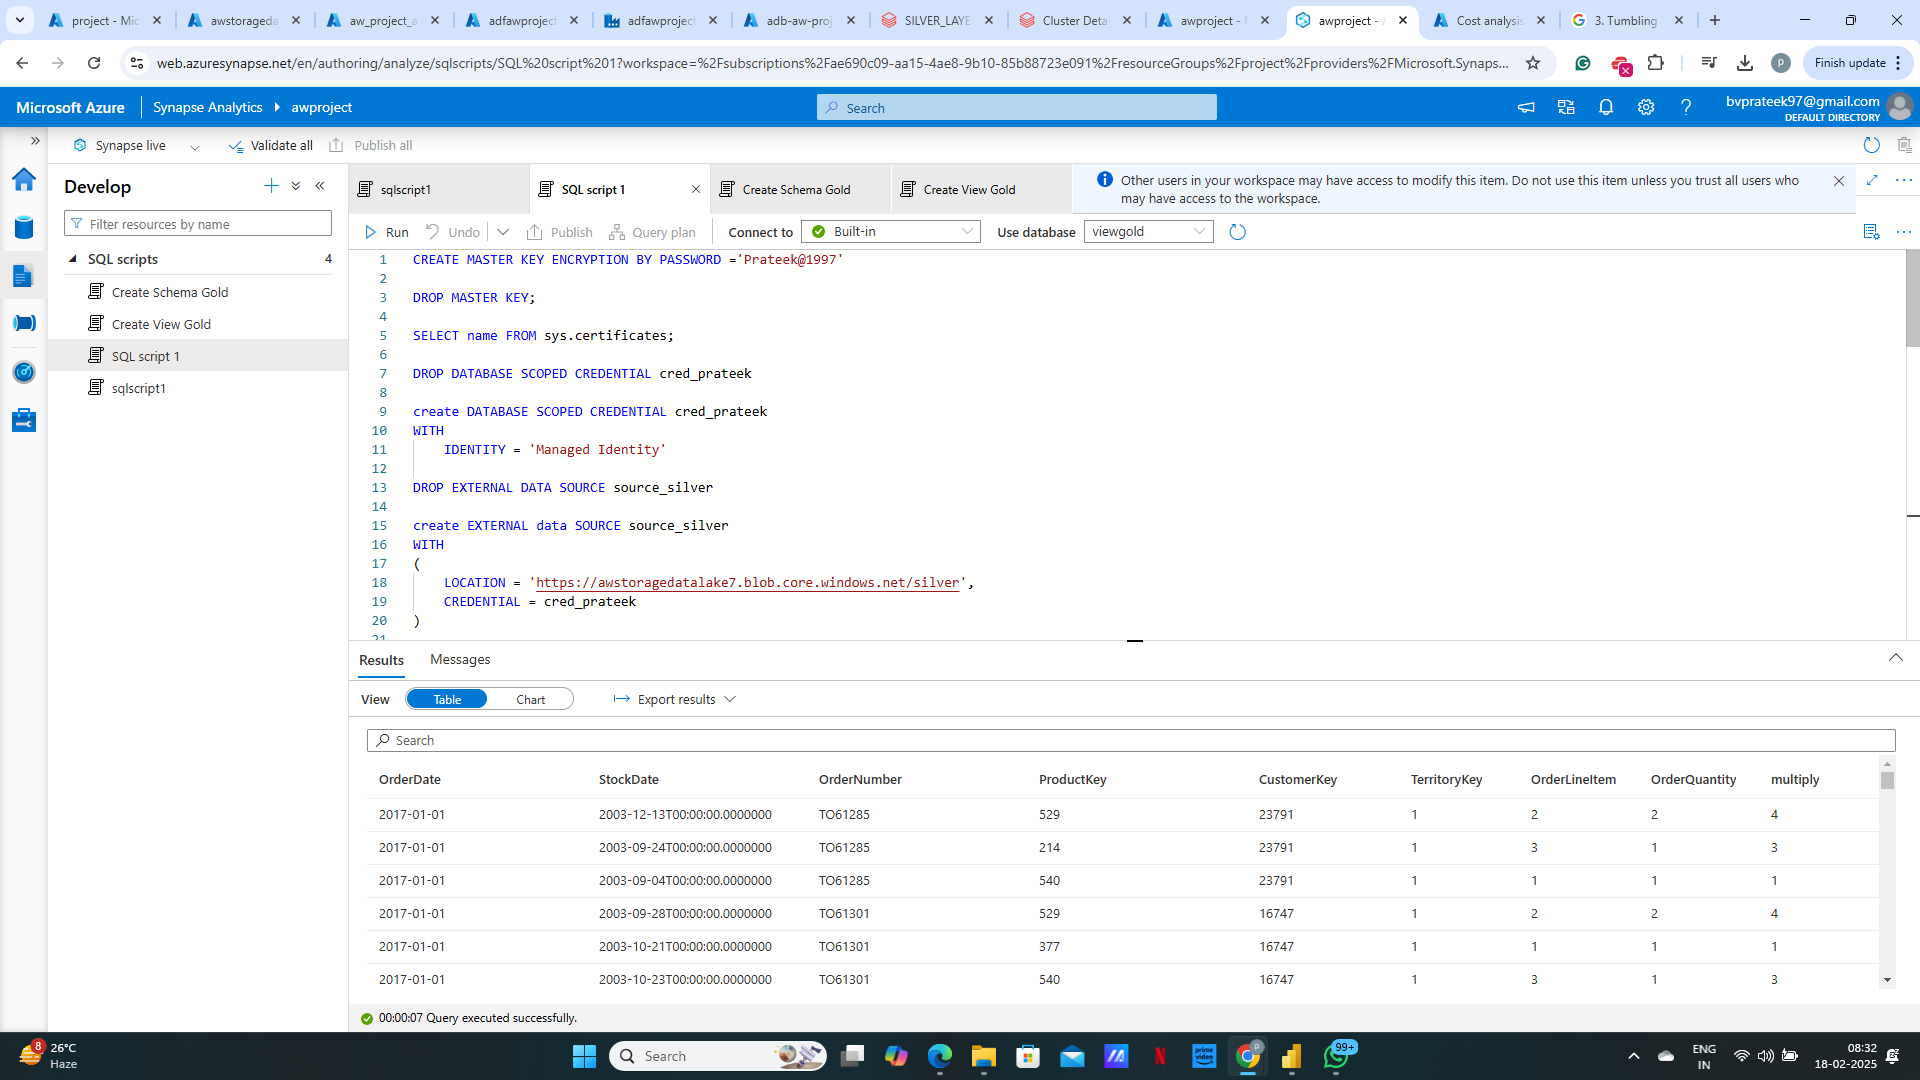 project - Mic
awstorageda
aw_project_a
adfawproject
adfawproject
adb-aw-proj
SILVER_LAYE
Cluster Deta
awproject - M
awproject - A
Cost analysis
3. Tumbling
web.azuresynapse.net/en/authoring/analyze/sqlscripts/SQL%20script%201?workspace=%2Fsubscriptions%2Fae690c09-aa15-4ae8-9b10-85b88723e091%2FresourceGroups%2Fproject%2Fproviders%2FMicrosoft.Synaps...
P
Finish update
Microsoft Azure
Synapse Analytics
awproject
Search
bvprateek97@gmail.com
DEFAULT DIRECTORY
Synapse live
Validate all
Publish all
Develop
Filter resources by name
SQL scripts 4
Create Schema Gold
Create View Gold
SQL script 1
sqlscript1
sqlscript1
SQL script 1
Create Schema Gold
Create View Gold
Other users in your workspace may have access to modify this item. Do not use this item unless you trust all users who
may have access to the workspace.
Run
Undo
Publish
Query plan
Connect to
Built-in
Use database
viewgold
1 CREATE MASTER KEY ENCRYPTION BY PASSWORD ='Prateek@1997'
2
3 DROP MASTER KEY;
4
5 SELECT name FROM sys.certificates;
6
7 DROP DATABASE SCOPED CREDENTIAL cred_prateek
8
9 create DATABASE SCOPED CREDENTIAL cred_prateek
10 WITH
11 IDENTITY = 'Managed Identity'
12
13 DROP EXTERNAL DATA SOURCE source_silver
14
15 create EXTERNAL data SOURCE source_silver
16 WITH
17 (
18 LOCATION = 'https://awstoragedatalake7.blob.core.windows.net/silver',
19 CREDENTIAL = cred_prateek
20 )
21
Results
Messages
View
Table
Chart
Export results
Search
OrderDate StockDate OrderNumber ProductKey CustomerKey TerritoryKey OrderLineItem OrderQuantity multiply
2017-01-01 2003-12-13T00:00:00.0000000 TO61285 529 23791 1 2 2 4
2017-01-01 2003-09-24T00:00:00.0000000 TO61285 214 23791 1 3 1 3
2017-01-01 2003-09-04T00:00:00.0000000 TO61285 540 23791 1 1 1 1
2017-01-01 2003-09-28T00:00:00.0000000 TO61301 529 16747 1 2 2 4
2017-01-01 2003-10-21T00:00:00.0000000 TO61301 377 16747 1 1 1 1
2017-01-01 2003-10-23T00:00:00.0000000 TO61301 540 16747 1 3 1 3
00:00:07 Query executed successfully.
8
26°C
Haze
Search
prime video
P
99+
ENG
IN
08:32
18-02-2025